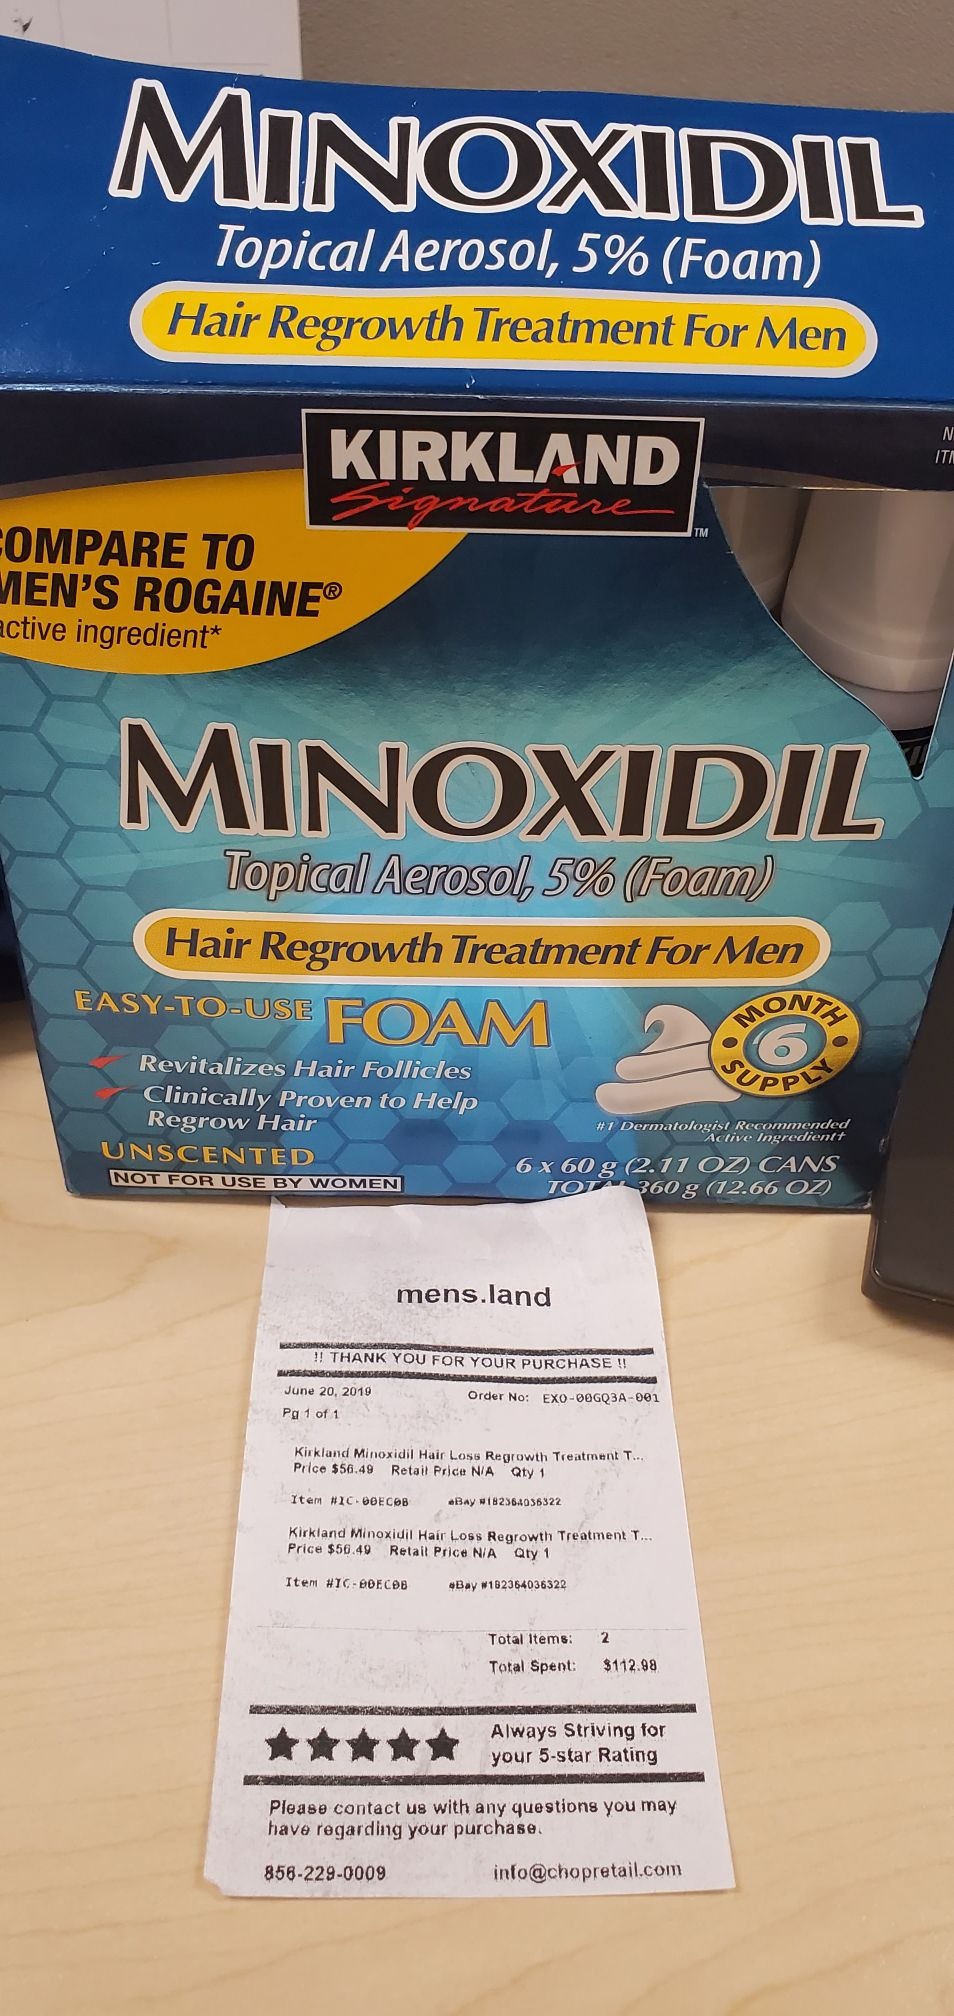 MINOXIDIL
Topical Aerosol, 5% (Foam)
Hair Regrowth Treatment For Men
KIRKLAND
Signature™
COMPARE TO
MEN'S ROGAINE®
active ingredient*
MINOXIDIL
Topical Aerosol, 5% (Foam)
Hair Regrowth Treatment For Men
EASY-TO-USE FOAM
Revitalizes Hair Follicles
Clinically Proven to Help
Regrow Hair
UNSCENTED
NOT FOR USE BY WOMEN
MONTH
6
SUPPLY
#1 Dermatologist Recommended
Active Ingredient†
6 x 60 g (2.11 OZ) CANS
360 g (12.66 OZ)
mens.land
!! THANK YOU FOR YOUR PURCHASE !!
June 20, 2019 Order No: EXO-00GQ3A-001
Pg 1 of 1
Kirkland Minoxidil Hair Loss Regrowth Treatment T...
Price $56.49 Retail Price N/A Qty 1
Item #IC-00EC0B eBay #182364036322
Kirkland Minoxidil Hair Loss Regrowth Treatment T...
Price $56.49 Retail Price N/A Qty 1
Item #IC-00EC0B eBay #182364036322
Total Items: 2
Total Spent: $112.98
Always Striving for
your 5-star Rating
Please contact us with any questions you may
have regarding your purchase.
856-229-0009 info@chopretail.com